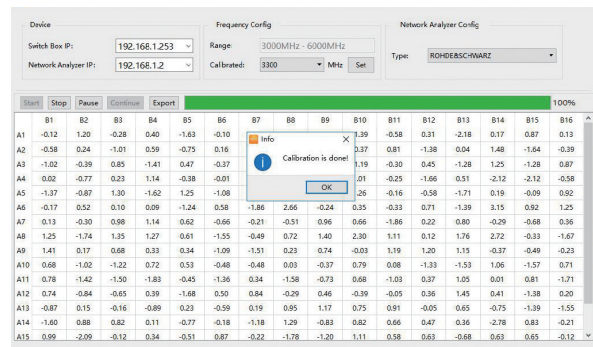 Device
Frequency Config
Network Analyzer Config
Switch Box IP: 192.168.1.253 Range: 3000MHz - 6000MHz
Type: ROHDE&SCHWARZ
Network Analyzer IP: 192.168.1.2 Calibrated: 3300 MHz Set
Start Stop Pause Continue Export 100%
B1 B2 B3 B4 B5 B6 B7 B8 B9 B10 B11 B12 B13 B14 B15 B16
A1 -0.12 1.20 -0.28 0.40 -1.63 -0.10 1.39 -0.58 0.31 -2.18 0.17 0.87 0.13
A2 -0.58 0.24 -1.01 0.59 -0.75 0.16 0.37 0.81 -1.38 0.04 1.48 -1.64 -0.39
A3 -1.02 -0.39 0.85 -1.41 0.47 -0.37 1.19 -0.30 0.45 -1.28 1.25 -1.28 0.87
A4 0.02 -0.77 0.23 1.14 -0.38 -0.01 .01 -0.25 -1.66 0.51 -2.12 -2.12 -0.58
A5 -1.37 -0.87 1.30 -1.62 1.25 -1.08 .26 -0.16 -0.58 -1.71 0.19 -0.09 0.92
Info
Calibration is done!
OK
A6 -0.17 0.52 0.10 0.09 -1.24 0.58 -1.86 2.66 -0.24 0.35 -0.33 0.71 -1.39 3.15 0.92 1.25
A7 0.13 -0.30 0.98 1.14 0.62 -0.66 -0.21 -0.51 0.96 0.66 -1.86 0.22 0.80 -0.29 -0.68 0.36
A8 1.25 -1.74 1.35 1.27 0.61 -1.55 -0.49 0.72 1.40 2.30 1.11 0.12 1.76 2.72 -0.33 -1.67
A9 1.41 0.17 0.68 0.33 0.34 -1.09 -1.51 0.23 0.74 -0.03 1.19 1.20 1.15 -0.37 -0.49 -0.23
A10 0.68 -1.02 -1.22 0.72 0.53 -0.48 -0.48 0.03 -0.37 0.79 0.08 -1.33 -1.53 1.06 -1.57 0.71
A11 0.78 -1.42 -1.50 -1.83 -0.45 -1.36 0.34 -1.58 -0.73 0.68 -1.03 0.37 1.05 0.01 0.81 -1.71
A12 0.74 -0.84 -0.65 0.39 -1.68 0.50 0.84 -0.29 -0.46 -0.39 -0.05 0.36 1.45 0.41 -1.38 0.20
A13 -0.87 0.15 -0.16 -0.89 0.23 -0.59 0.19 0.95 1.17 0.75 0.91 -0.05 0.65 -0.75 -1.39 -1.55
A14 -1.60 0.88 0.82 0.11 -0.77 -0.18 -1.18 1.29 -0.83 0.82 0.66 0.47 0.36 -2.78 0.83 -0.21
A15 0.99 -2.09 -0.12 0.34 -0.51 0.87 -0.22 -1.78 -1.20 1.11 0.58 0.63 -0.68 0.63 -0.65 -0.12